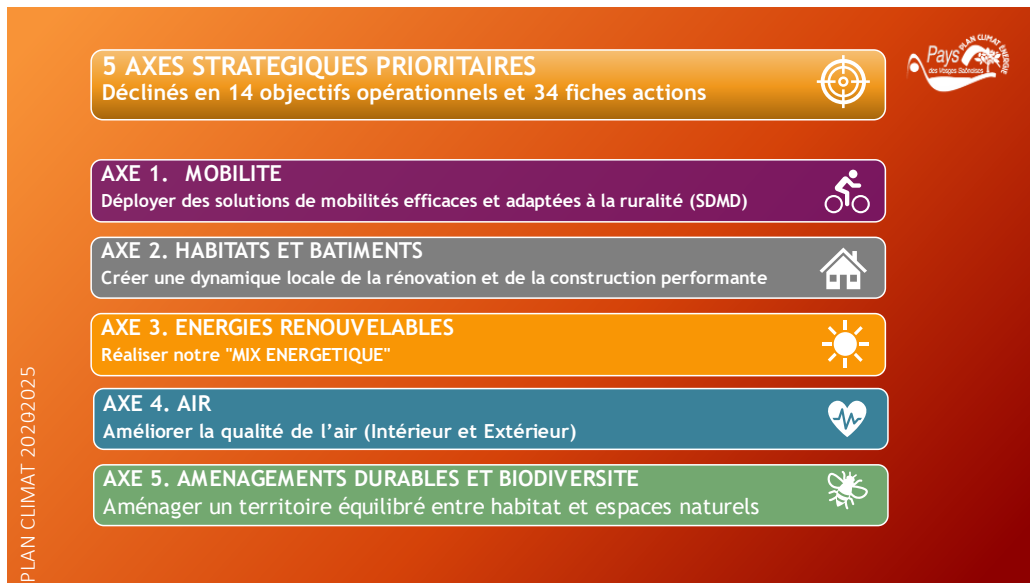 5 AXES STRATEGIQUES PRIORITAIRES
Déclinés en 14 objectifs opérationnels et 34 fiches actions
Pays
des Vosges Saônoises
PLAN CLIMAT ENERGIE
AXE 1. MOBILITE
Déployer des solutions de mobilités efficaces et adaptées à la ruralité (SDMD)
AXE 2. HABITATS ET BATIMENTS
Créer une dynamique locale de la rénovation et de la construction performante
AXE 3. ENERGIES RENOUVELABLES
Réaliser notre "MIX ENERGETIQUE"
AXE 4. AIR
Améliorer la qualité de l’air (Intérieur et Extérieur)
AXE 5. AMENAGEMENTS DURABLES ET BIODIVERSITE
Aménager un territoire équilibré entre habitat et espaces naturels
PLAN CLIMAT 20202025